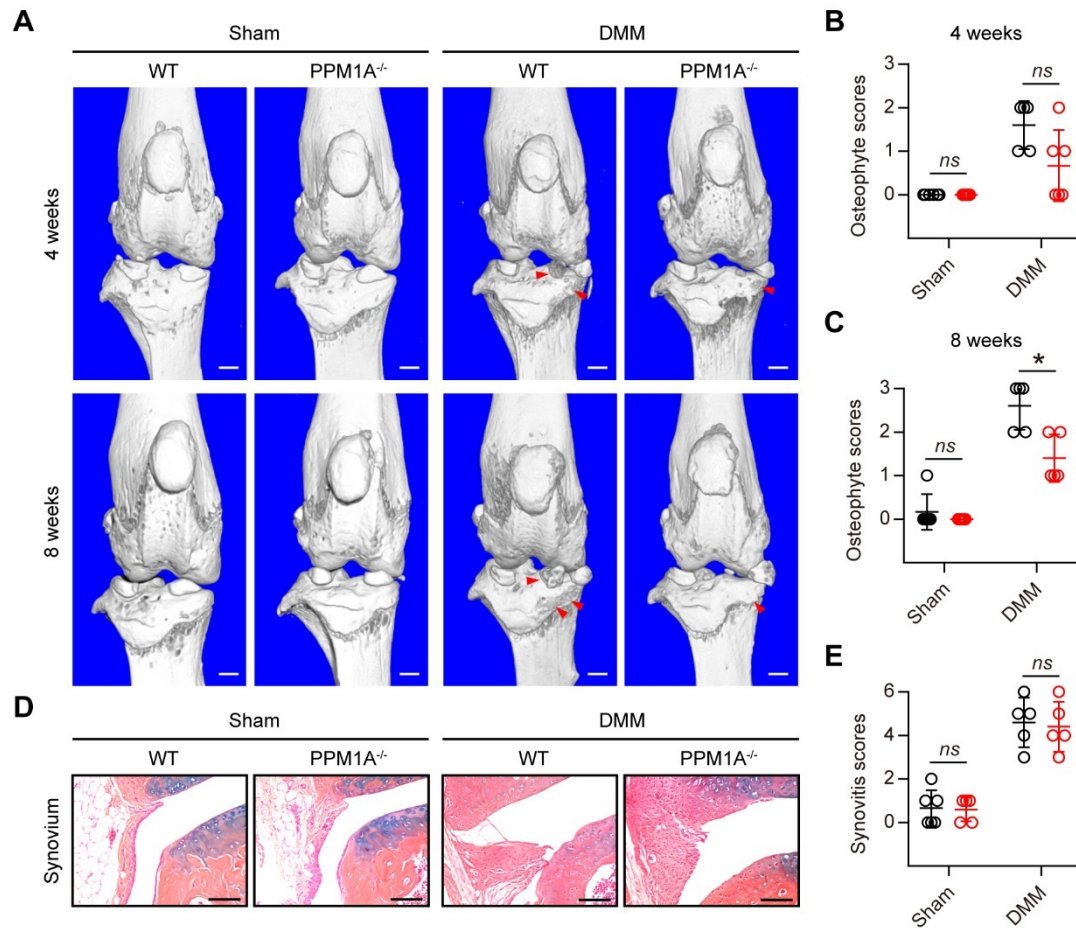 A
Sham
DMM
WT
PPM1A-/-
WT
PPM1A-/-
4 weeks
8 weeks
B
4 weeks
Osteophyte scores
3
2
1
0
ns
ns
Sham
DMM
C
8 weeks
Osteophyte scores
3
2
1
0
ns
*
Sham
DMM
D
Sham
DMM
WT
PPM1A-/-
WT
PPM1A-/-
Synovium
E
Synovitis scores
6
4
2
0
ns
ns
Sham
DMM